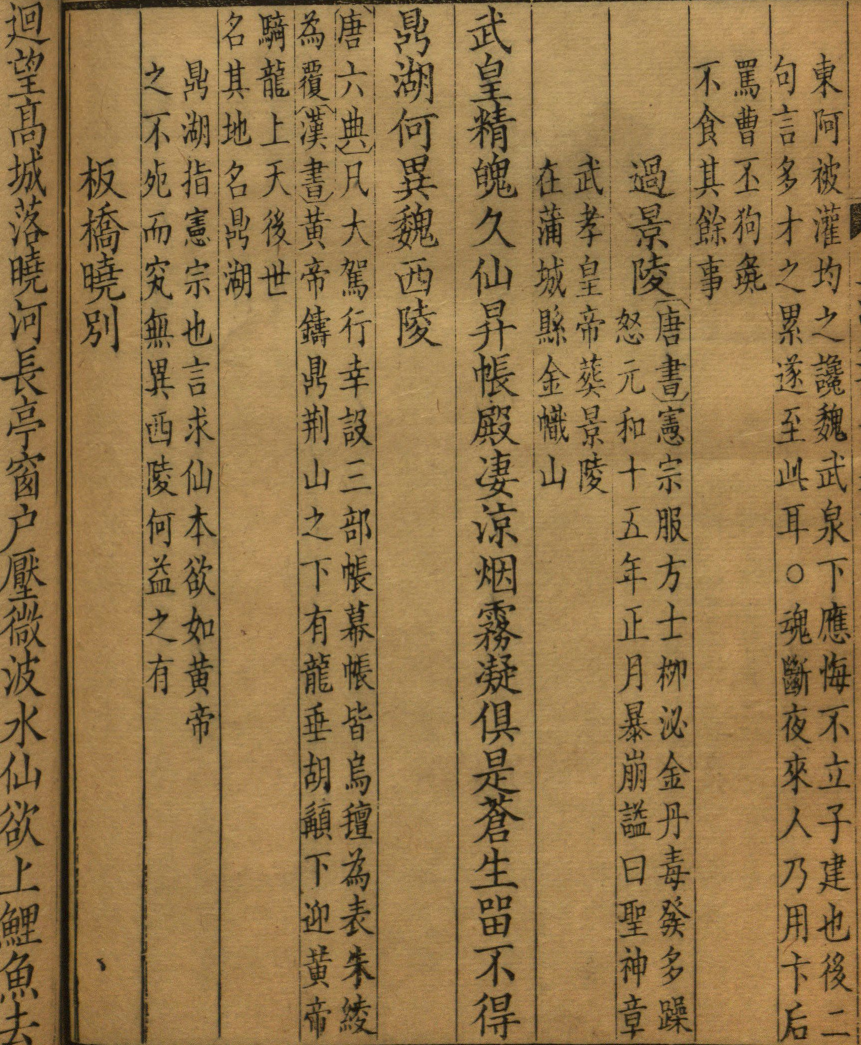 東阿被灌均之讒魏武泉下應悔不立子建也後二
句言多才之累遂至此耳○魂斷夜來人乃用卞后
罵曹丕狗彘
不食其餘事
過景陵
〔唐書〕憲宗服方士柳泌金丹毒發多躁
怒元和十五年正月暴崩謚曰聖神章
武孝皇帝葬景陵
在蒲城縣金幟山
武皇精魄久仙昇帳殿淒涼烟霧凝俱是蒼生留不得
鼎湖何異魏西陵
〔唐六典〕凡大駕行幸設三部帳幕帳皆烏氊為表朱綾
為覆〔漢書〕黃帝鑄鼎荆山之下有龍垂胡髯下迎黃帝
騎龍上天後世
名其地名鼎湖
鼎湖指憲宗也言求仙本欲如黃帝
之不死而究無異西陵何益之有
板橋曉別
迴望高城落曉河長亭窗户壓微波水仙欲上鯉魚去